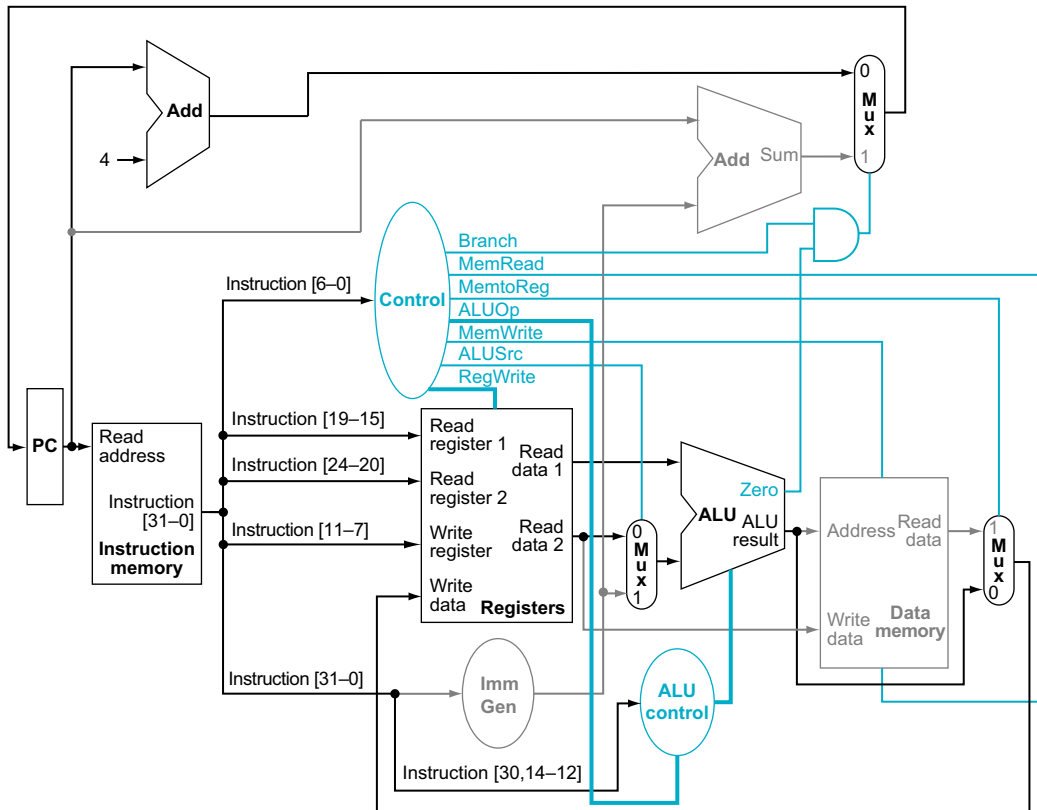 Add
4
Add Sum
0
Mux
1
Branch
MemRead
MemtoReg
ALUOp
MemWrite
ALUSrc
RegWrite
Control
Instruction [6–0]
PC
Read
address
Instruction
[31–0]
Instruction
memory
Instruction [19–15]
Instruction [24–20]
Instruction [11–7]
Instruction [31–0]
Read
register 1
Read
register 2
Write
register
Write
data
Read
data 1
Read
data 2
Registers
0
Mux
1
Zero
ALU
ALU
result
Address
Read
data
Write
data
Data
memory
1
Mux
0
Imm
Gen
ALU
control
Instruction [30,14–12]